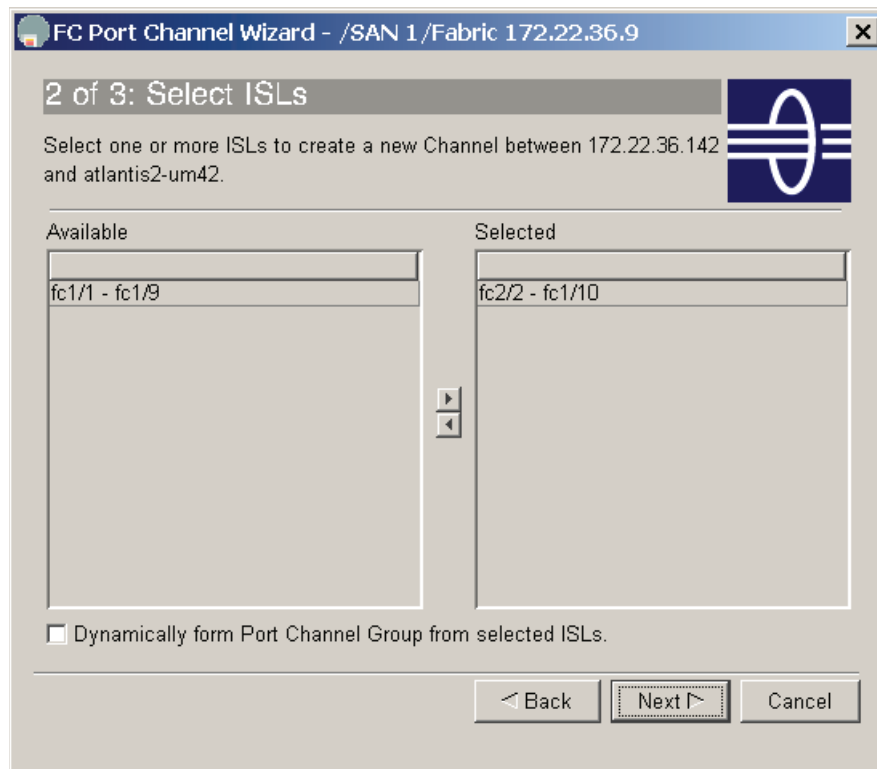 FC Port Channel Wizard - /SAN 1/Fabric 172.22.36.9
2 of 3: Select ISLs
Select one or more ISLs to create a new Channel between 172.22.36.142
and atlantis2-um42.
Available
Selected
fc1/1 - fc1/9
fc2/2 - fc1/10
Dynamically form Port Channel Group from selected ISLs.
Back
Next
Cancel